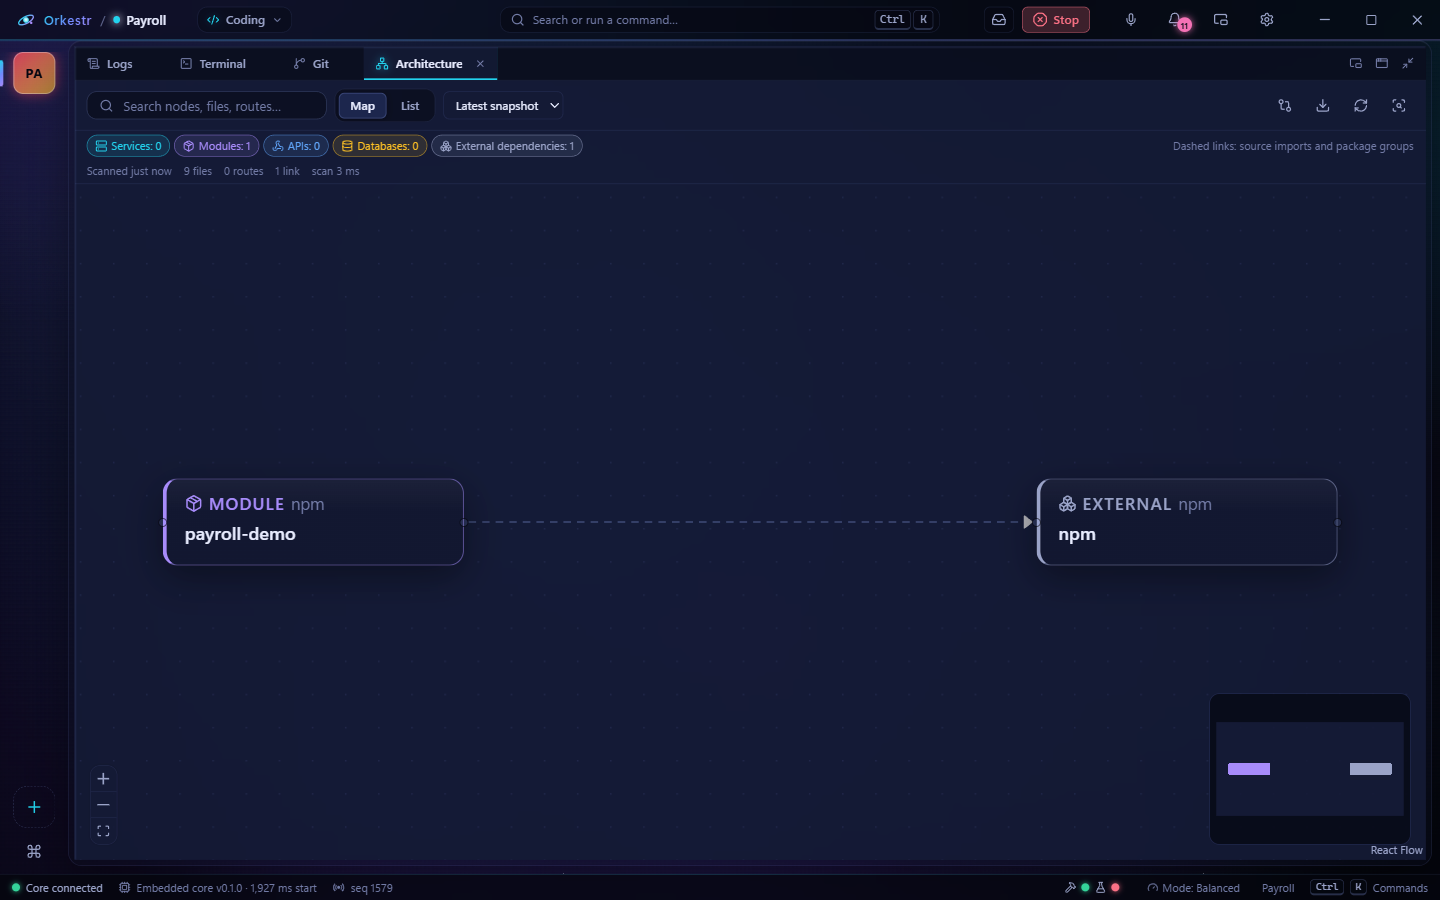 Orkestr / Payroll
Coding
Search or run a command...
Ctrl K
Stop
11
PA
Logs
Terminal
Git
Architecture
Search nodes, files, routes...
Map
List
Latest snapshot
Services: 0
Modules: 1
APIs: 0
Databases: 0
External dependencies: 1
Dashed links: source imports and package groups
Scanned just now 9 files 0 routes 1 link scan 3 ms
MODULE npm
payroll-demo
EXTERNAL npm
npm
React Flow
Core connected
Embedded core v0.1.0 · 1,927 ms start
seq 1579
Mode: Balanced
Payroll
Ctrl K Commands